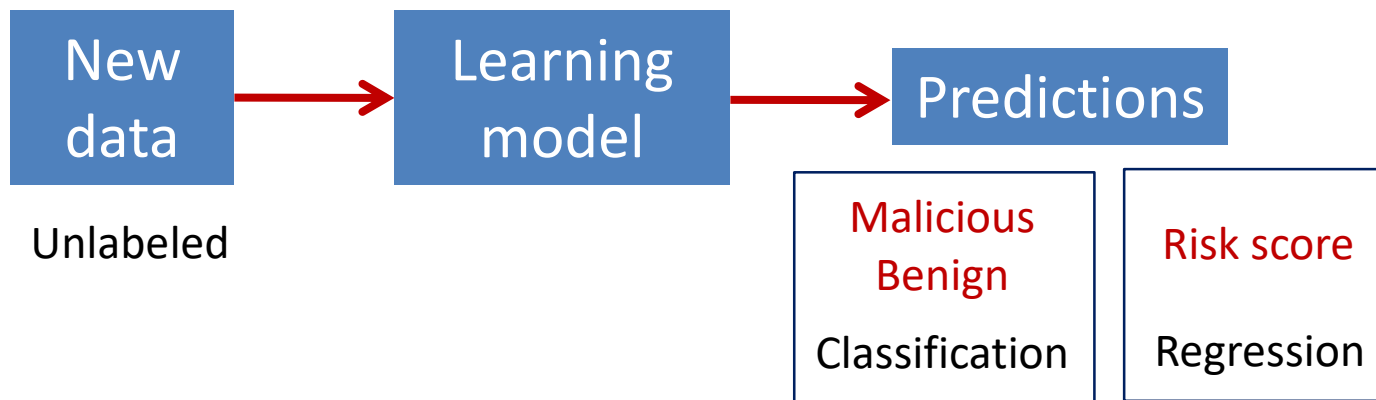 New
data
Learning
model
Predictions
Unlabeled
Malicious
Benign
Classification
Risk score
Regression